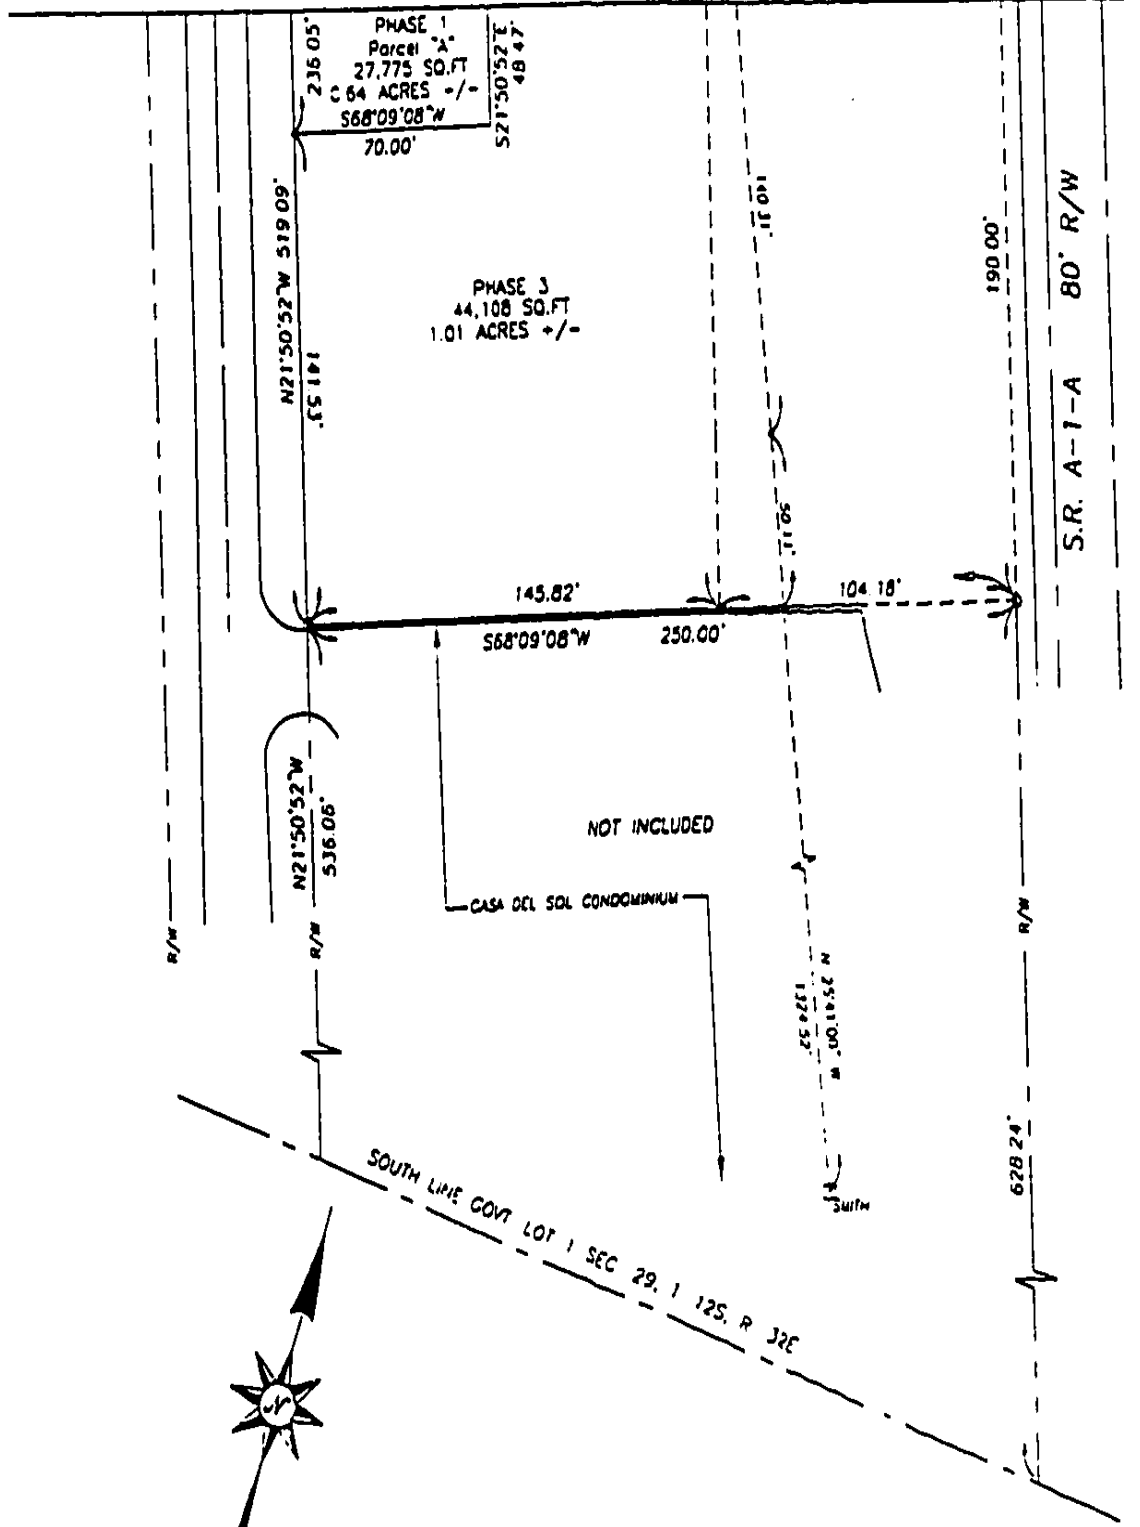 PHASE 1
Parcel "A"
27,775 SQ.FT
C 64 ACRES +/-
S68°09'08"W
70.00'
236 05'
S21°50'52"E
48 47'
N21°50'52"W 519 09'
141.53'
PHASE 3
44,108 SQ.FT
1.01 ACRES +/-
140.31'
50.11'
190.00'
S.R. A-1-A 80' R/W
145.82'
104.18'
S68°09'08"W 250.00'
N21°50'52"W
536.06'
NOT INCLUDED
CASA DEL SOL CONDOMINIUM
R/W
R/W
R/W
N 25°41'00" W
1324.52'
SMITH
628 24'
SOUTH LINE GOVT LOT 1 SEC 29, T 12S, R 32E
N